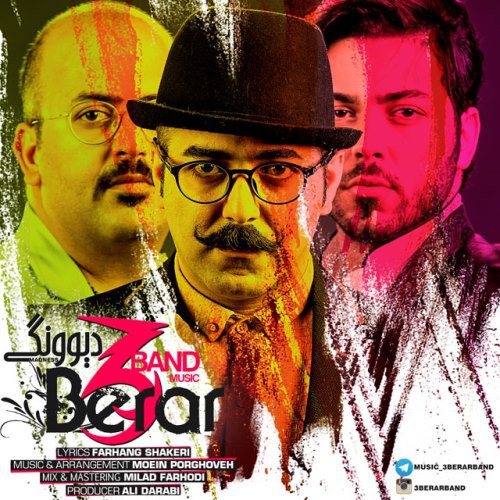 دیوونگی
MADNESS
3
BAND
MUSIC
Berar
LYRICS FARHANG SHAKERI
MUSIC & ARRANGEMENT MOEIN PORGHOVEH
MIX & MASTERING MILAD FARHODI
PRODUCER ALI DARABI
MUSIC_3BERARBAND
3BERARBAND